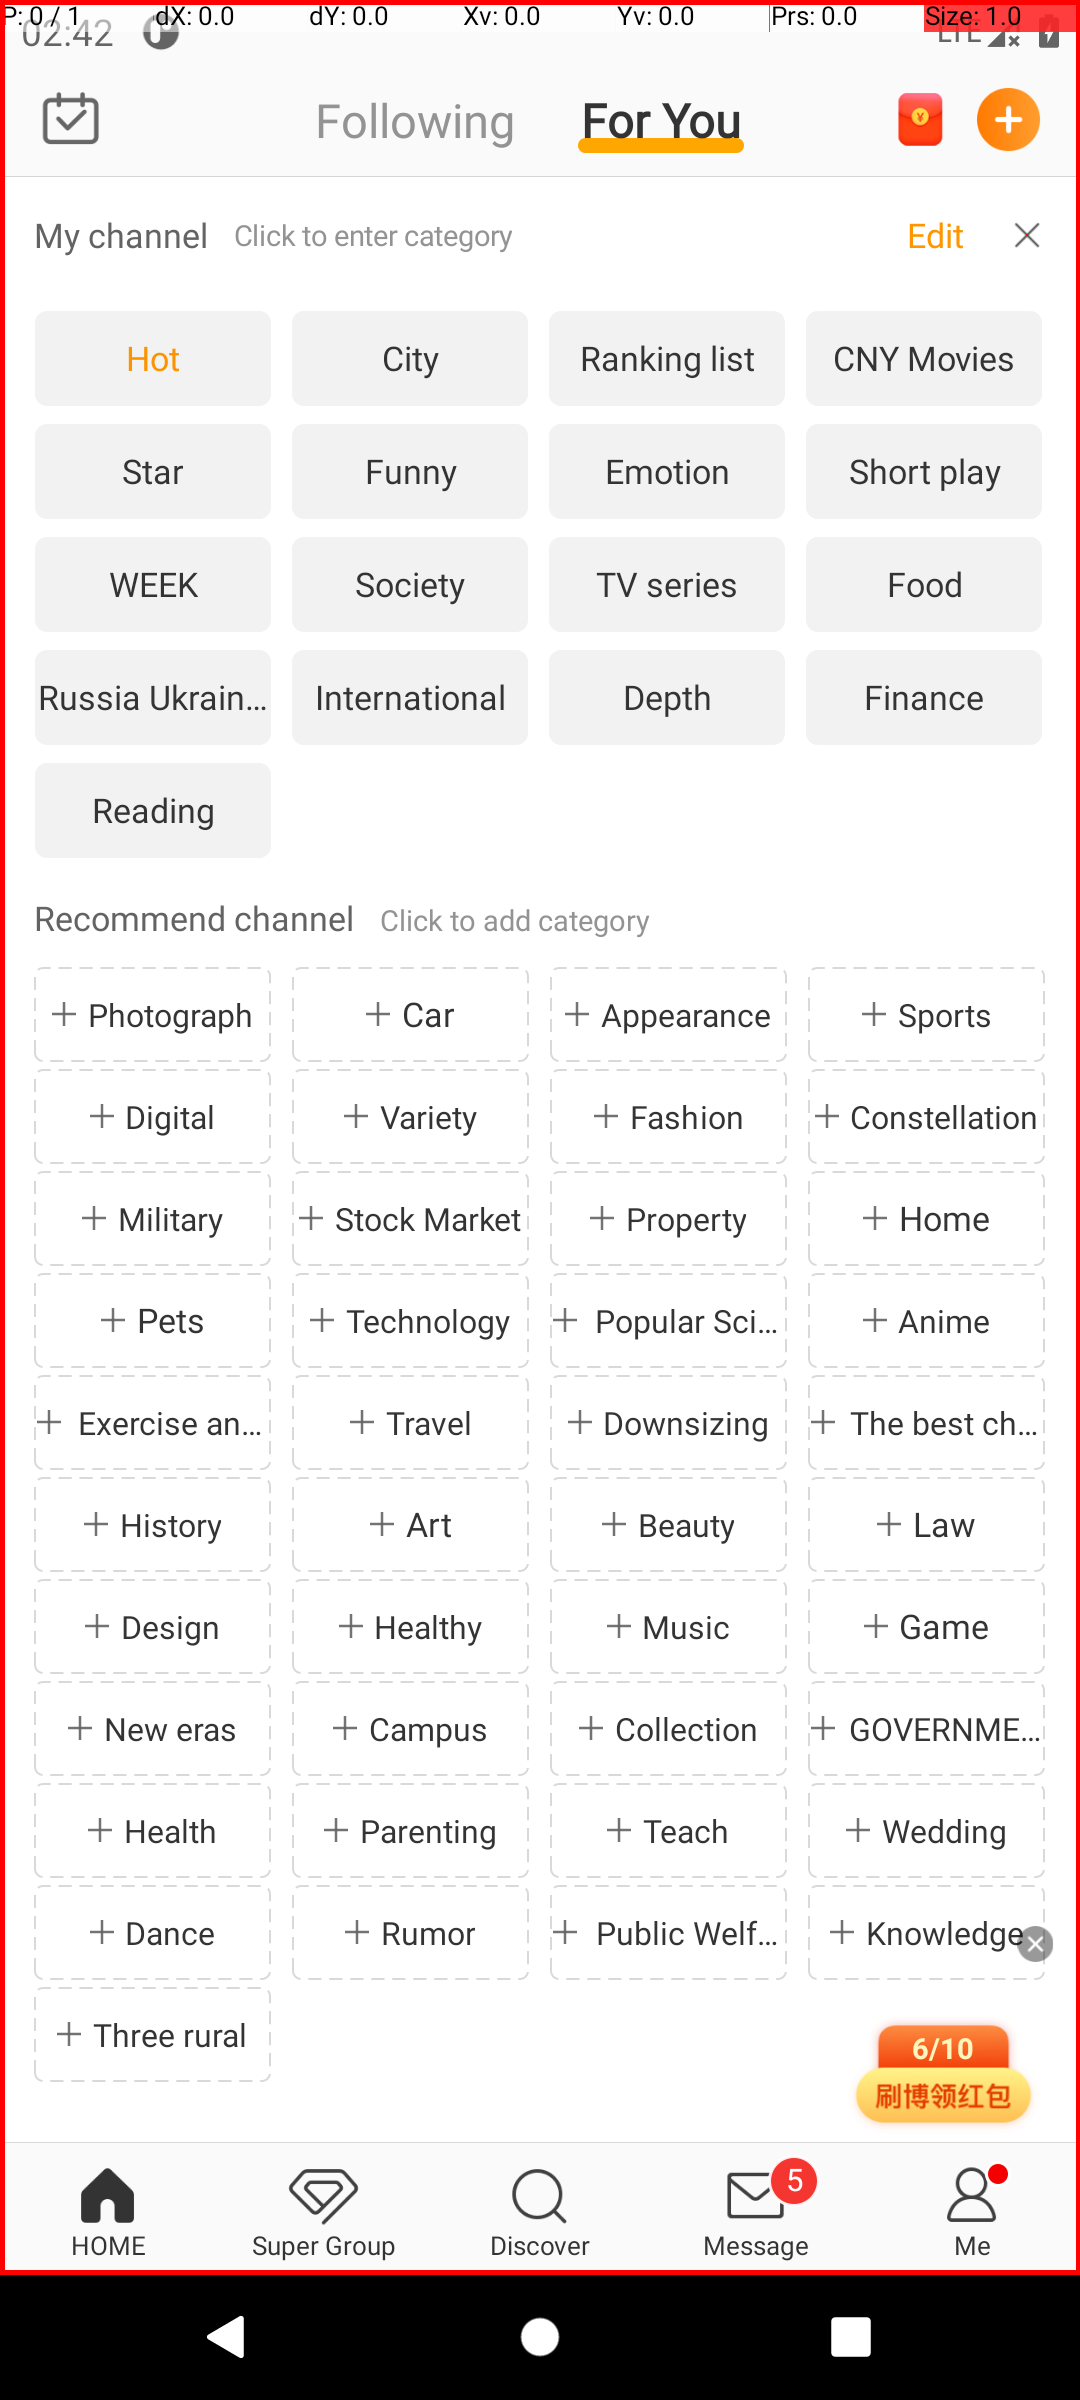 P: 0 / 1 dX: 0.0 dY: 0.0 Xv: 0.0 Yv: 0.0 Prs: 0.0 Size: 1.0
02:42 LTE
Following For You
My channel Click to enter category Edit
Hot City Ranking list CNY Movies
Star Funny Emotion Short play
WEEK Society TV series Food
Russia Ukrain... International Depth Finance
Reading
Recommend channel Click to add category
+ Photograph + Car + Appearance + Sports
+ Digital + Variety + Fashion + Constellation
+ Military + Stock Market + Property + Home
+ Pets + Technology + Popular Sci... + Anime
+ Exercise an... + Travel + Downsizing + The best ch...
+ History + Art + Beauty + Law
+ Design + Healthy + Music + Game
+ New eras + Campus + Collection + GOVERNME...
+ Health + Parenting + Teach + Wedding
+ Dance + Rumor + Public Welf... + Knowledge
+ Three rural
6/10
刷博领红包
5
HOME Super Group Discover Message Me